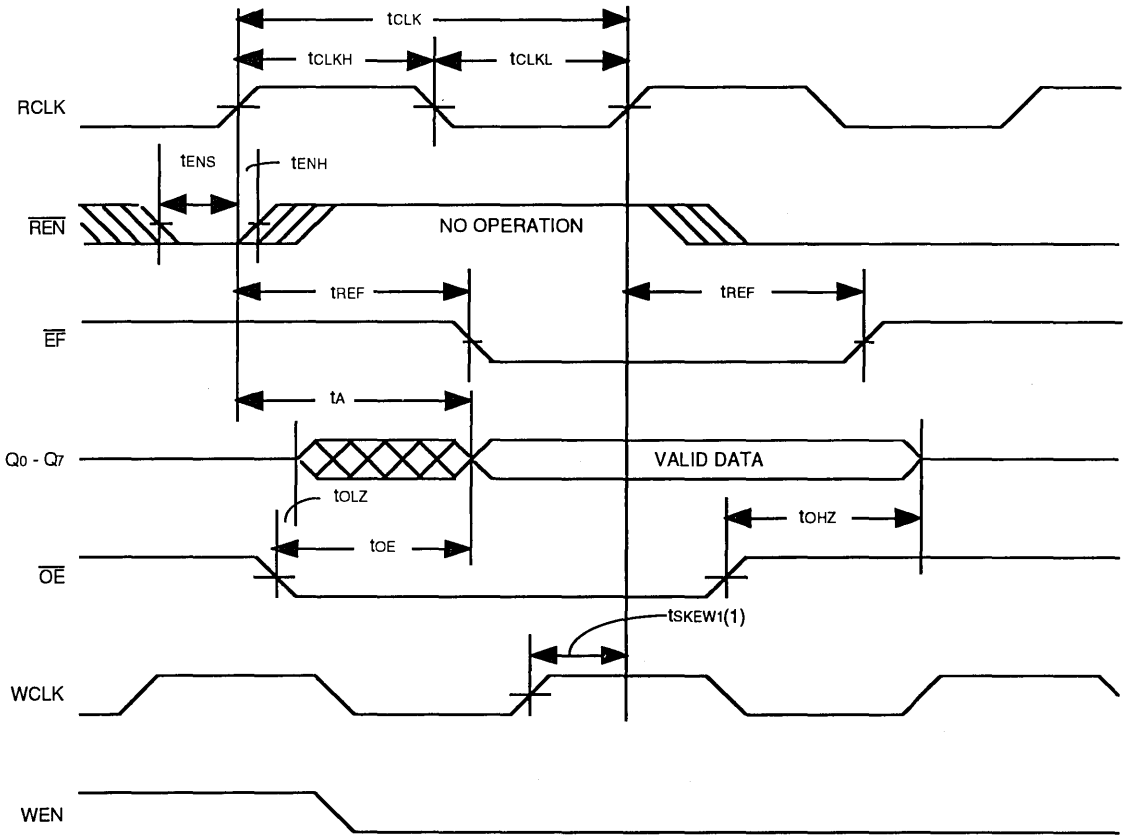 tCLK
tCLKH
tCLKL
RCLK
tENS
tENH
REN
NO OPERATION
tREF
tREF
EF
tA
Q0 - Q7
VALID DATA
tOLZ
tOHZ
tOE
OE
tSKEW1(1)
WCLK
WEN